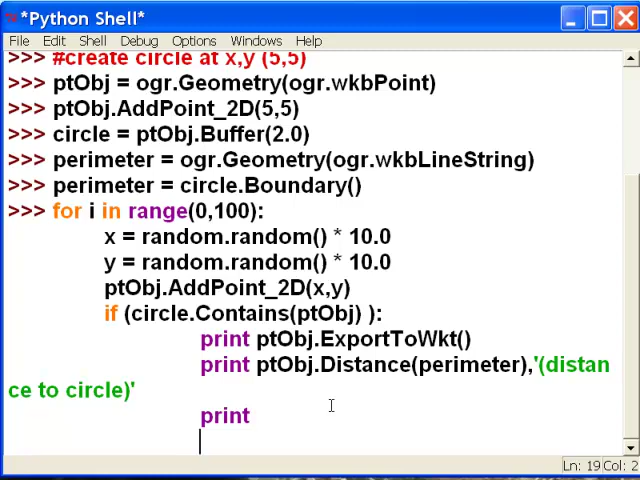 *Python Shell*
File Edit Shell Debug Options Windows Help
>>> #create circle at x,y (5,5)
>>> ptObj = ogr.Geometry(ogr.wkbPoint)
>>> ptObj.AddPoint_2D(5,5)
>>> circle = ptObj.Buffer(2.0)
>>> perimeter = ogr.Geometry(ogr.wkbLineString)
>>> perimeter = circle.Boundary()
>>> for i in range(0,100):
x = random.random() * 10.0
y = random.random() * 10.0
ptObj.AddPoint_2D(x,y)
if (circle.Contains(ptObj) ):
print ptObj.ExportToWkt()
print ptObj.Distance(perimeter),'(distan
ce to circle)'
print
Ln: 19 Col: 2